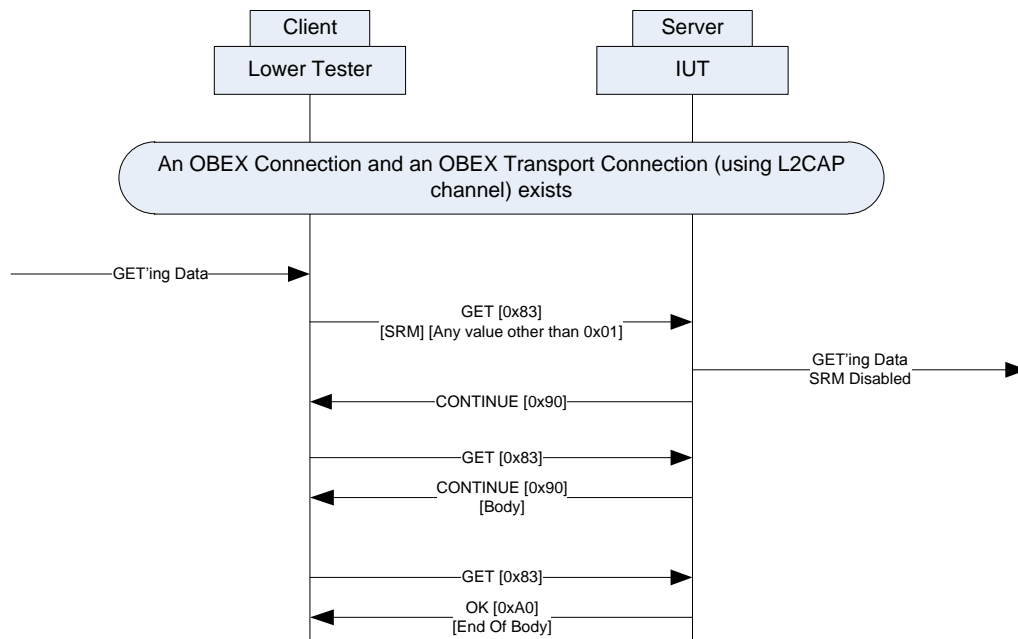 Client
Server
Lower Tester
IUT
An OBEX Connection and an OBEX Transport Connection (using L2CAP
channel) exists
GET'ing Data
GET [0x83]
[SRM] [Any value other than 0x01]
GET'ing Data
SRM Disabled
CONTINUE [0x90]
GET [0x83]
CONTINUE [0x90]
[Body]
GET [0x83]
OK [0xA0]
[End Of Body]